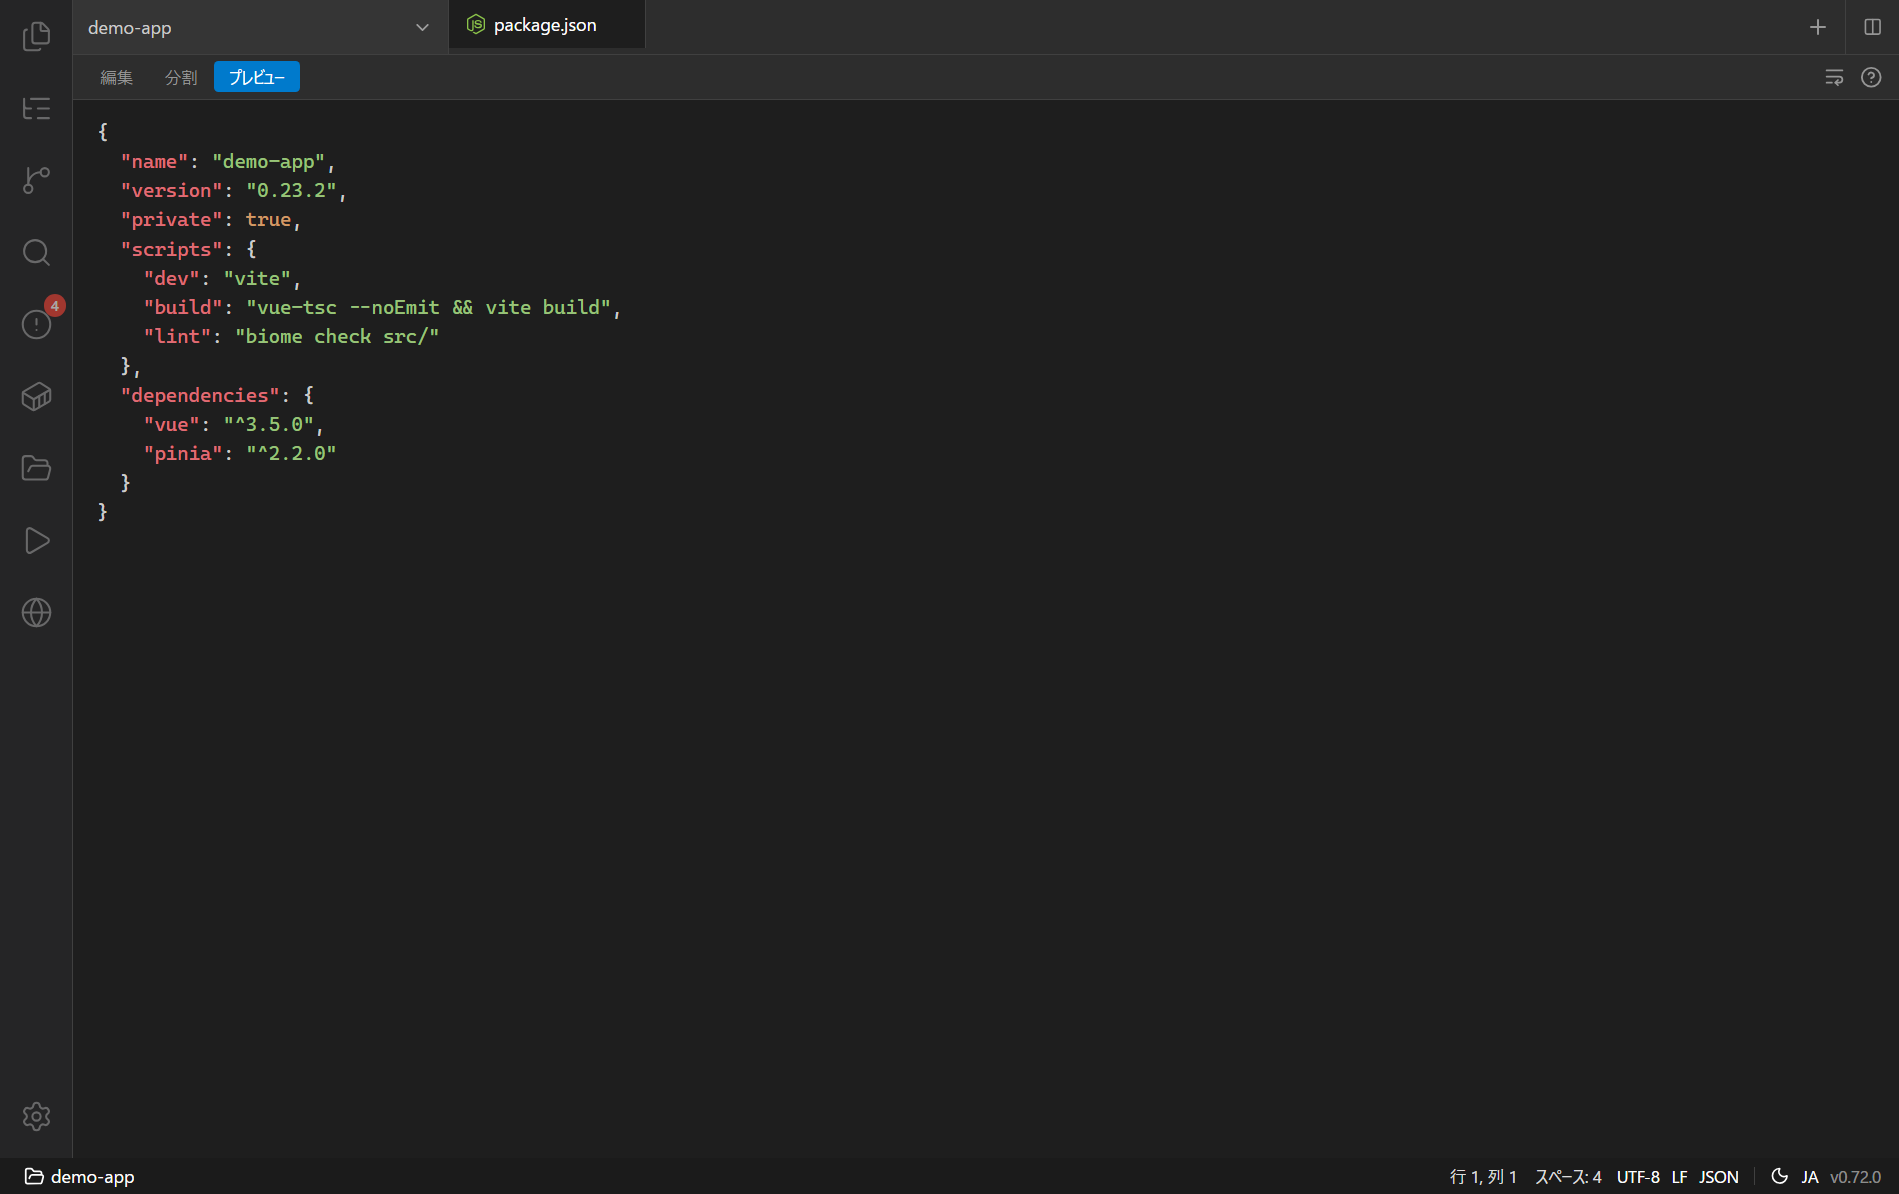 demo-app
package.json
編集 分割 プレビュー
{
  "name": "demo-app",
  "version": "0.23.2",
  "private": true,
  "scripts": {
    "dev": "vite",
    "build": "vue-tsc --noEmit && vite build",
    "lint": "biome check src/"
  },
  "dependencies": {
    "vue": "^3.5.0",
    "pinia": "^2.2.0"
  }
}
4
demo-app
行 1, 列 1 スペース: 4 UTF-8 LF JSON JA v0.72.0